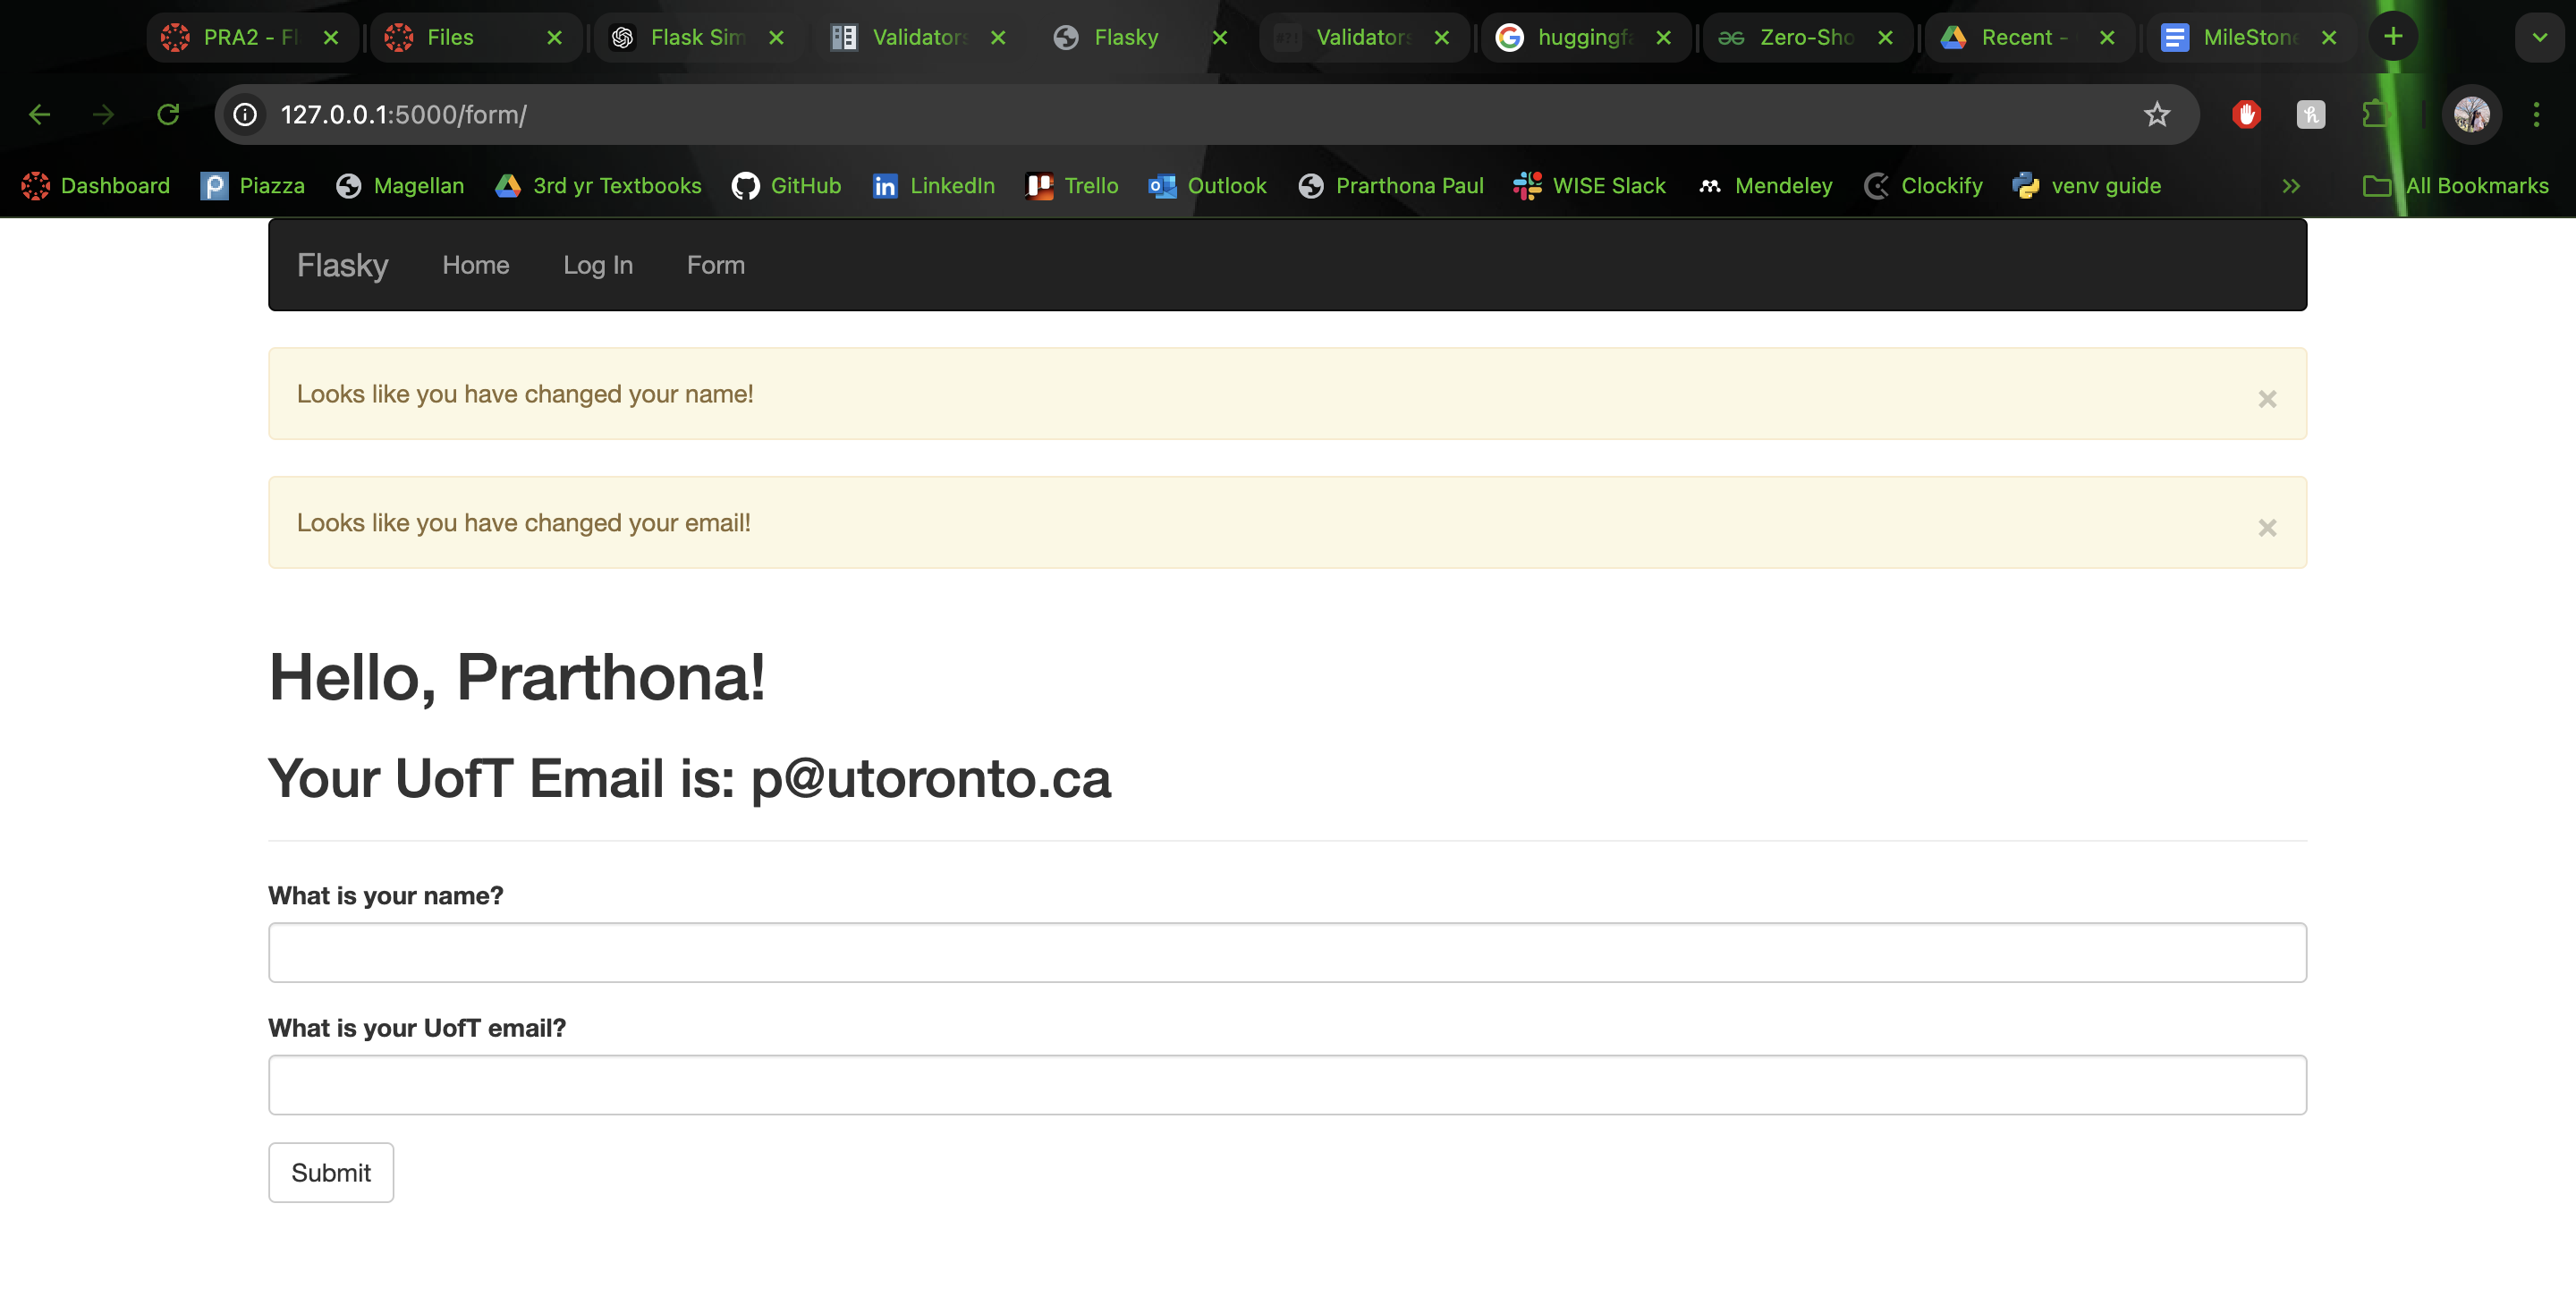 PRA2 - Fl
Files
Flask Sim
Validators
Flasky
Validators
huggingfa
Zero-Sho
Recent -
MileStone
127.0.0.1:5000/form/
Dashboard
Piazza
Magellan
3rd yr Textbooks
GitHub
LinkedIn
Trello
Outlook
Prarthona Paul
WISE Slack
Mendeley
Clockify
venv guide
All Bookmarks
Flasky Home Log In Form
Looks like you have changed your name!
Looks like you have changed your email!
Hello, Prarthona!
Your UofT Email is: p@utoronto.ca
What is your name?
What is your UofT email?
Submit